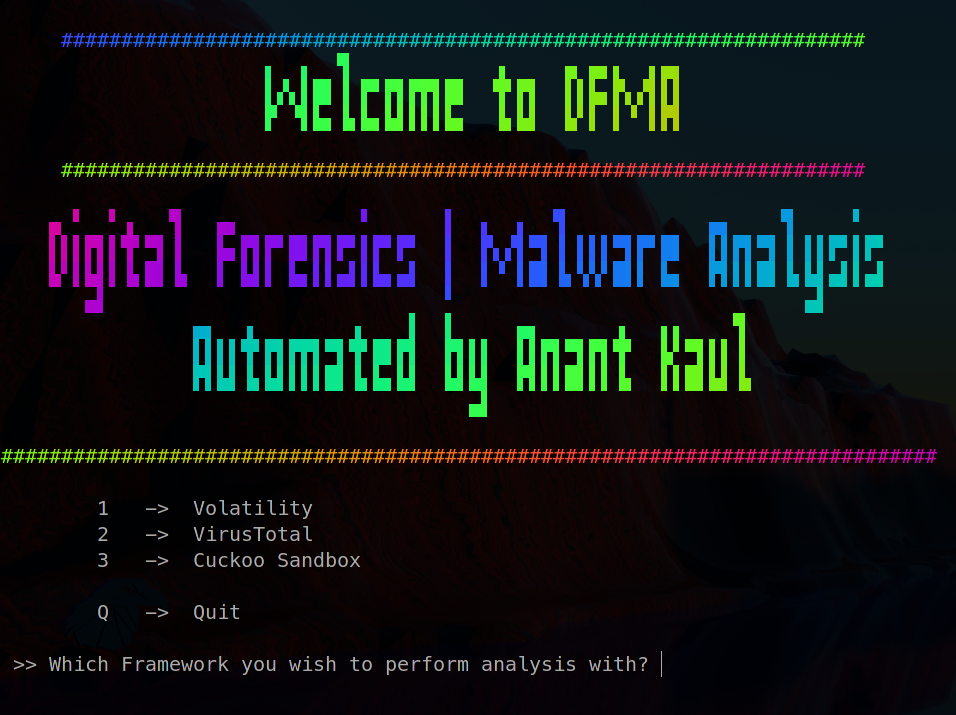 ###################################################################
Welcome to DFMA
###################################################################
Digital Forensics | Malware Analysis
Automated by Anant Kaul
##############################################################################
1 —> Volatility
2 —> VirusTotal
3 —> Cuckoo Sandbox
Q —> Quit
>> Which Framework you wish to perform analysis with?